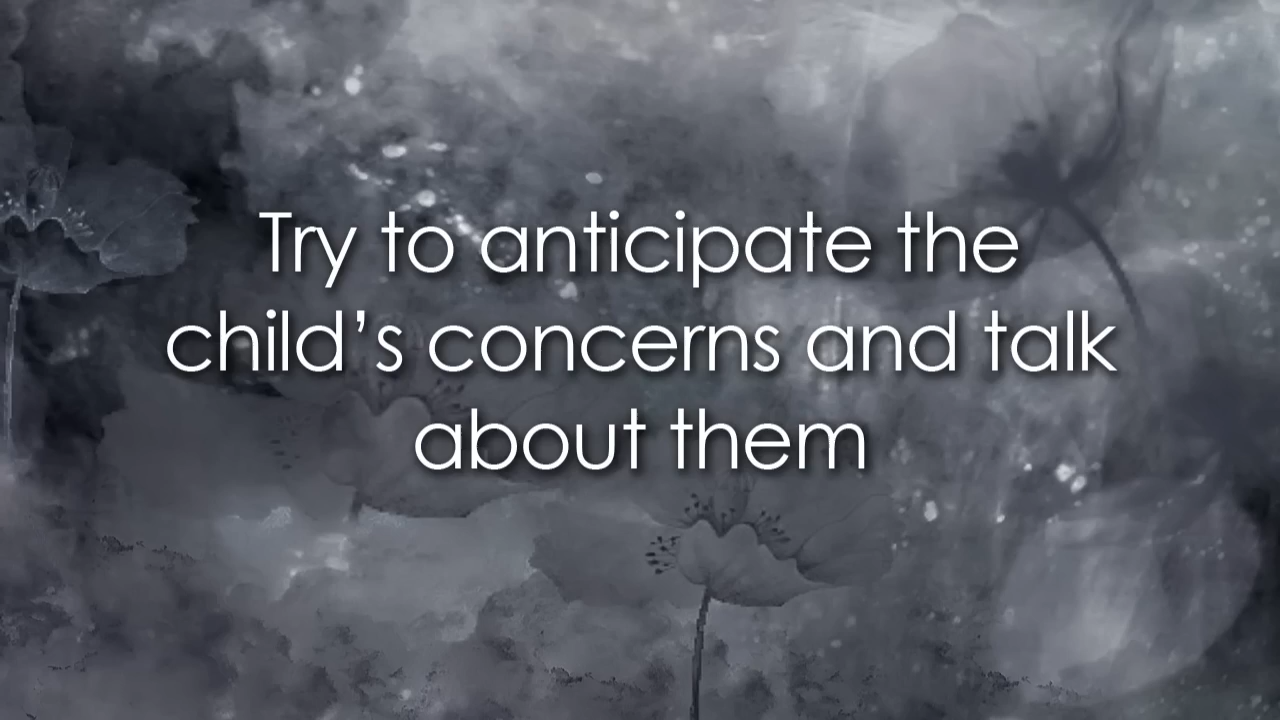 Try to anticipate the
child’s concerns and talk
about them